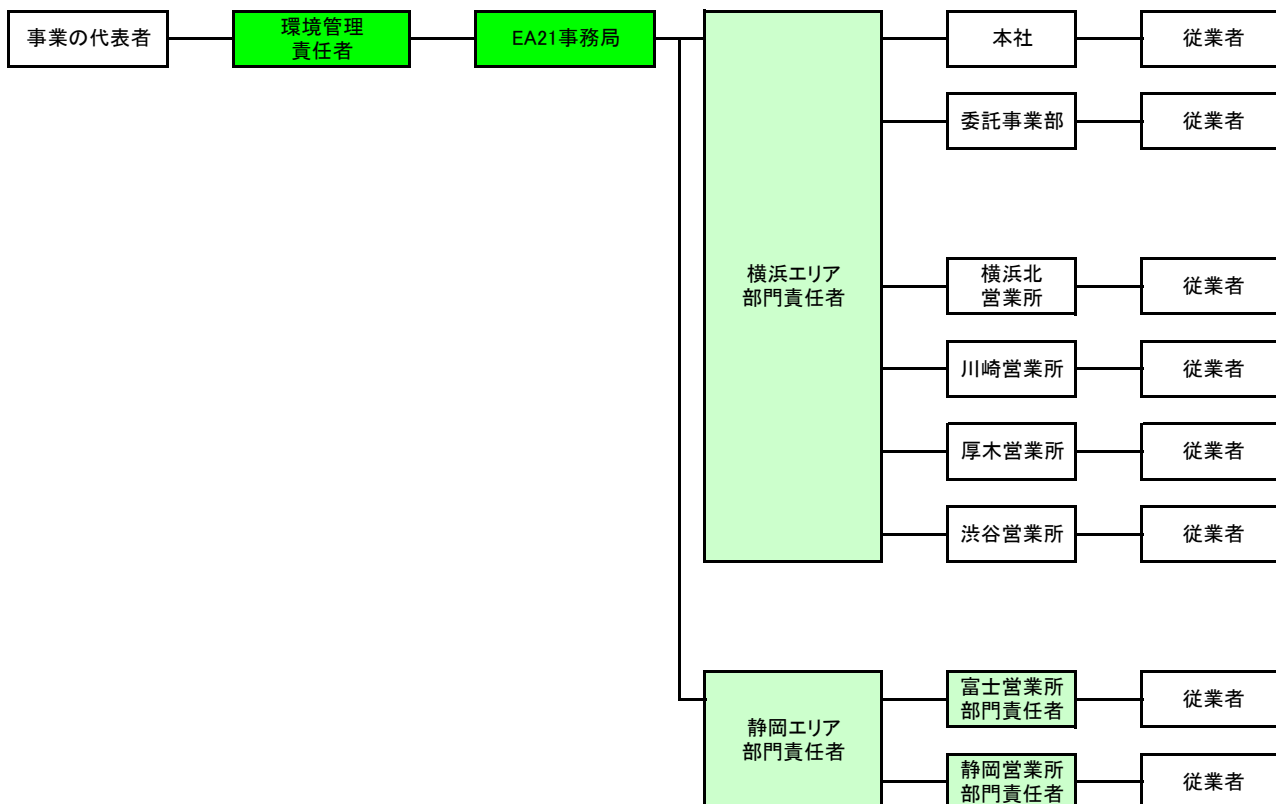 事業の代表者
環境管理
責任者
EA21事務局
横浜エリア
部門責任者
本社
従業者
委託事業部
従業者
横浜北
営業所
従業者
川崎営業所
従業者
厚木営業所
従業者
渋谷営業所
従業者
静岡エリア
部門責任者
富士営業所
部門責任者
従業者
静岡営業所
部門責任者
従業者